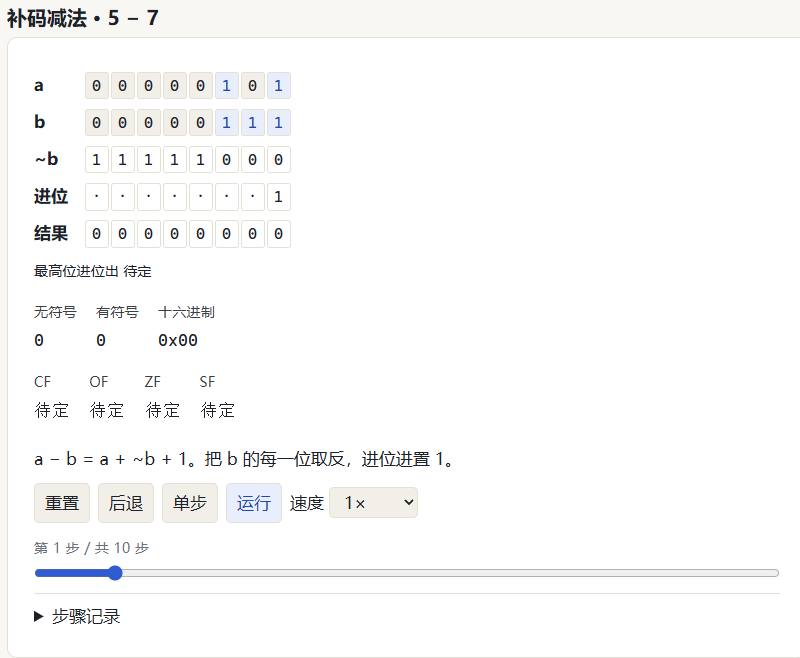 补码减法 • 5 − 7
a 0 0 0 0 0 1 0 1
b 0 0 0 0 0 1 1 1
~b 1 1 1 1 1 0 0 0
进位 · · · · · · · 1
结果 0 0 0 0 0 0 0 0
最高位进位出 待定
无符号 有符号 十六进制
0 0 0x00
CF OF ZF SF
待定 待定 待定 待定
a − b = a + ~b + 1。把 b 的每一位取反，进位进置 1。
重置 后退 单步 运行 速度 1×
第 1 步 / 共 10 步
▶ 步骤记录